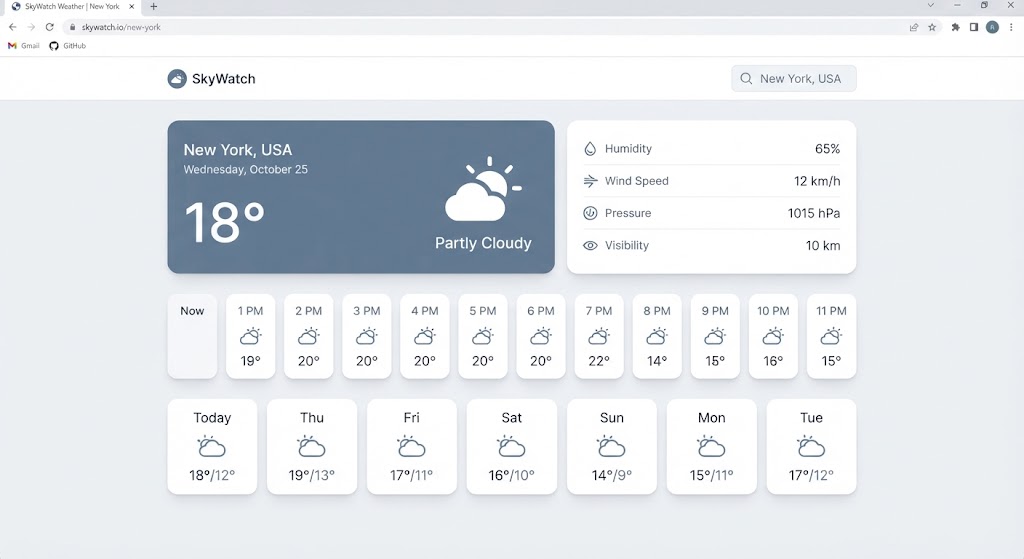 SkyWatch Weather | New York
skywatch.io/new-york
Gmail
GitHub
SkyWatch
New York, USA
New York, USA
Wednesday, October 25
18°
Partly Cloudy
Humidity 65%
Wind Speed 12 km/h
Pressure 1015 hPa
Visibility 10 km
Now 1 PM 2 PM 3 PM 4 PM 5 PM 6 PM 7 PM 8 PM 9 PM 10 PM 11 PM
19° 20° 20° 20° 20° 20° 22° 14° 15° 16° 15°
Today Thu Fri Sat Sun Mon Tue
18°/12° 19°/13° 17°/11° 16°/10° 14°/9° 15°/11° 17°/12°